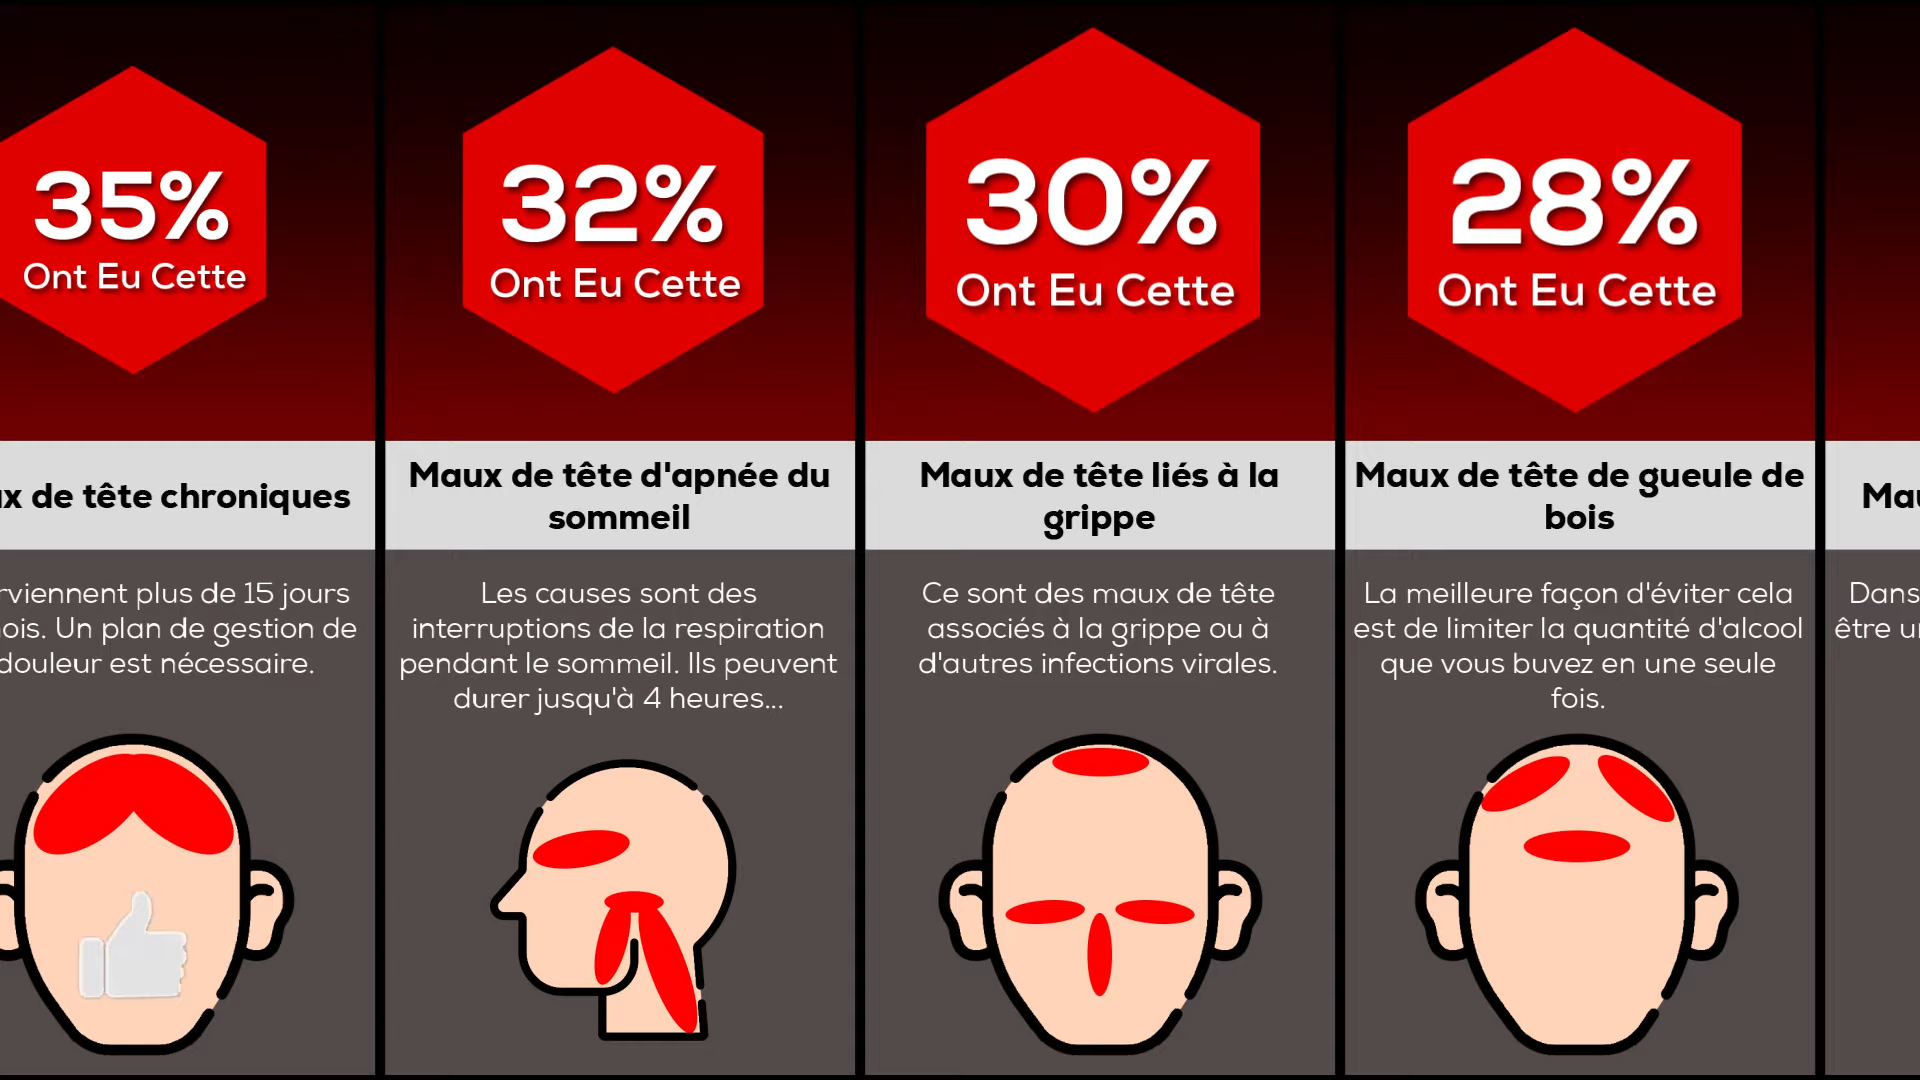 35%
Ont Eu Cette
x de tête chroniques
rviennent plus de 15 jours
ois. Un plan de gestion de
douleur est nécessaire.
32%
Ont Eu Cette
Maux de tête d'apnée du
sommeil
Les causes sont des
interruptions de la respiration
pendant le sommeil. Ils peuvent
durer jusqu'à 4 heures...
30%
Ont Eu Cette
Maux de tête liés à la
grippe
Ce sont des maux de tête
associés à la grippe ou à
d'autres infections virales.
28%
Ont Eu Cette
Maux de tête de gueule de
bois
La meilleure façon d'éviter cela
est de limiter la quantité d'alcool
que vous buvez en une seule
fois.
Mau
Dans
être un